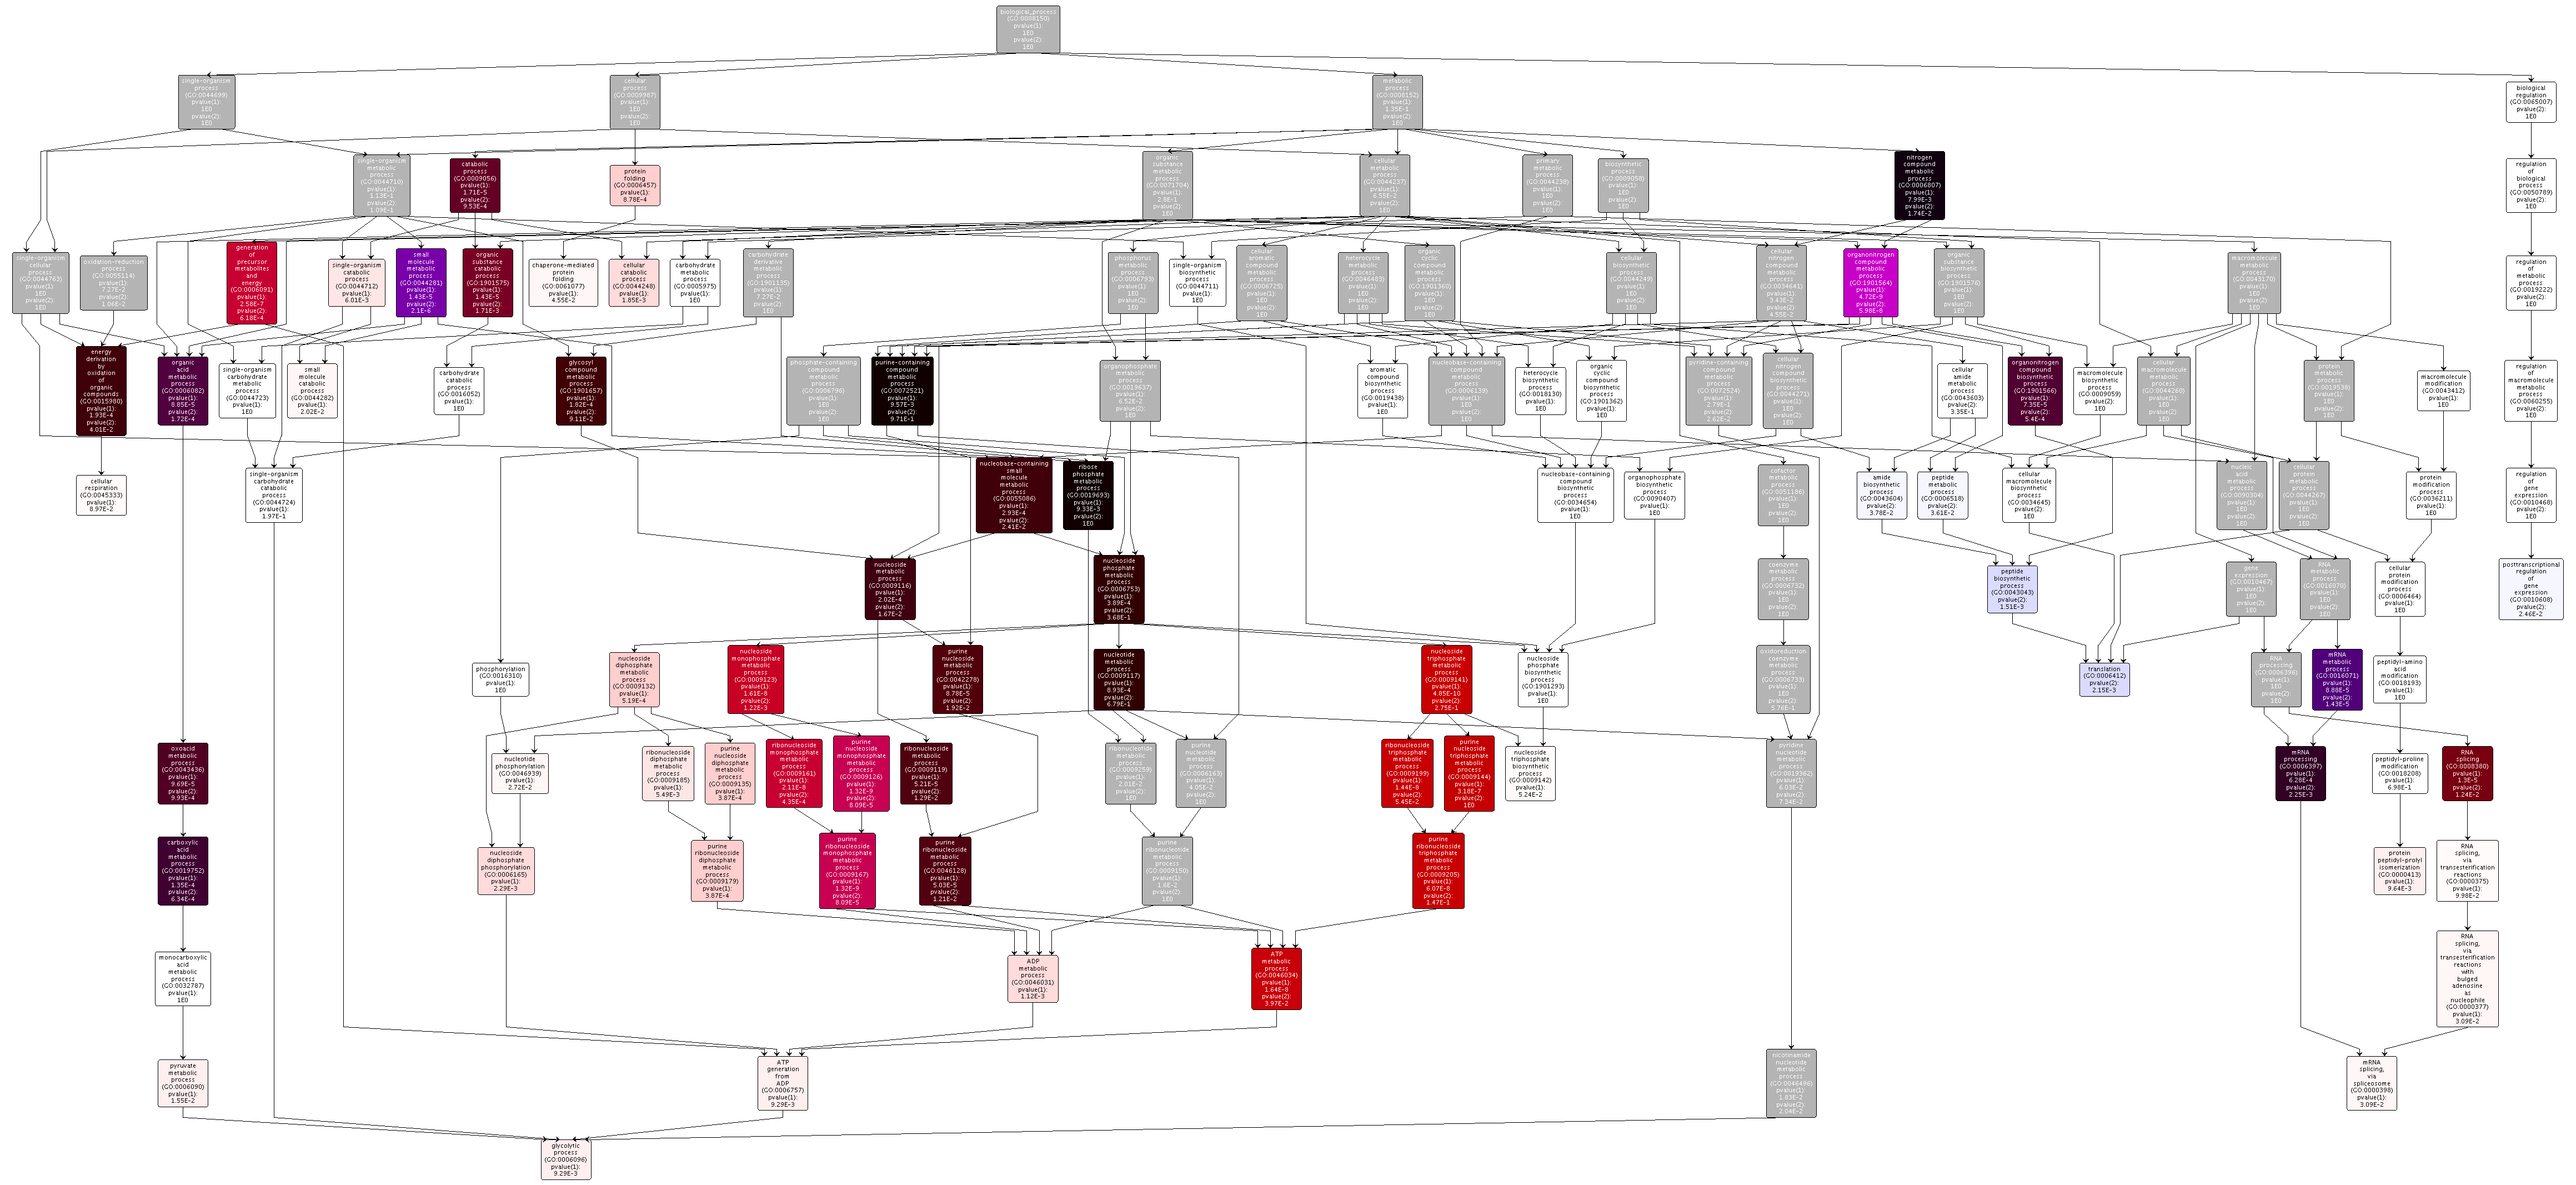 biological_process
(GO:0008150)
pvalue(1):
1E0
pvalue(2):
1E0
single-organism
process
(GO:0044699)
pvalue(1):
1E0
pvalue(2):
1E0
cellular
process
(GO:0009987)
pvalue(1):
1E0
pvalue(2):
1E0
metabolic
process
(GO:0008152)
pvalue(1):
1.35E-1
pvalue(2):
1E0
biological
regulation
(GO:0065007)
pvalue(2):
1E0
single-organism
metabolic
process
(GO:0044710)
pvalue(1):
1.13E-1
pvalue(2):
1.09E-1
catabolic
process
(GO:0009056)
pvalue(1):
1.71E-5
pvalue(2):
9.53E-4
protein
folding
(GO:0006457)
pvalue(1):
8.78E-4
organic
substance
metabolic
process
(GO:0071704)
pvalue(1):
2.8E-1
pvalue(2):
1E0
cellular
metabolic
process
(GO:0044237)
pvalue(1):
6.55E-2
pvalue(2):
1E0
primary
metabolic
process
(GO:0044238)
pvalue(1):
1E0
pvalue(2):
1E0
biosynthetic
process
(GO:0009058)
pvalue(1):
1E0
pvalue(2):
1E0
nitrogen
compound
metabolic
process
(GO:0006807)
pvalue(1):
7.99E-3
pvalue(2):
1.74E-2
regulation
of
biological
process
(GO:0050789)
pvalue(2):
1E0
single-organism
cellular
process
(GO:0044763)
pvalue(1):
1E0
pvalue(2):
1E0
oxidation-reduction
process
(GO:0055114)
pvalue(1):
7.27E-2
pvalue(2):
1.06E-2
generation
of
precursor
metabolites
and
energy
(GO:0006091)
pvalue(1):
2.58E-7
pvalue(2):
6.18E-4
single-organism
catabolic
process
(GO:0044712)
pvalue(1):
6.01E-3
small
molecule
metabolic
process
(GO:0044281)
pvalue(1):
1.43E-5
pvalue(2):
2.1E-6
organic
substance
catabolic
process
(GO:1901575)
pvalue(1):
1.43E-5
pvalue(2):
1.71E-3
chaperone-mediated
protein
folding
(GO:0061077)
pvalue(1):
4.55E-2
cellular
catabolic
process
(GO:0044248)
pvalue(1):
1.85E-3
carbohydrate
metabolic
process
(GO:0005975)
pvalue(1):
1E0
carbohydrate
derivative
metabolic
process
(GO:1901135)
pvalue(1):
7.27E-2
pvalue(2):
1E0
phosphorus
metabolic
process
(GO:0006793)
pvalue(1):
1E0
pvalue(2):
1E0
single-organism
biosynthetic
process
(GO:0044711)
pvalue(1):
1E0
cellular
aromatic
compound
metabolic
process
(GO:0006725)
pvalue(1):
1E0
pvalue(2):
1E0
heterocycle
metabolic
process
(GO:0046483)
pvalue(1):
1E0
pvalue(2):
1E0
organic
cyclic
compound
metabolic
process
(GO:1901360)
pvalue(1):
1E0
pvalue(2):
1E0
cellular
biosynthetic
process
(GO:0044249)
pvalue(1):
1E0
pvalue(2):
1E0
cellular
nitrogen
compound
metabolic
process
(GO:0034641)
pvalue(1):
3.43E-2
pvalue(2):
4.55E-2
organonitrogen
compound
metabolic
process
(GO:1901564)
pvalue(1):
4.72E-9
pvalue(2):
5.98E-8
organic
substance
biosynthetic
process
(GO:1901576)
pvalue(1):
1E0
pvalue(2):
1E0
macromolecule
metabolic
process
(GO:0043170)
pvalue(1):
1E0
pvalue(2):
1E0
regulation
of
metabolic
process
(GO:0019222)
pvalue(2):
1E0
energy
derivation
by
oxidation
of
organic
compounds
(GO:0015980)
pvalue(1):
1.93E-4
pvalue(2):
4.01E-2
organic
acid
metabolic
process
(GO:0006082)
pvalue(1):
8.85E-5
pvalue(2):
1.72E-4
single-organism
carbohydrate
metabolic
process
(GO:0044723)
pvalue(1):
1E0
small
molecule
catabolic
process
(GO:0044282)
pvalue(1):
2.02E-2
carbohydrate
catabolic
process
(GO:0016052)
pvalue(1):
1E0
glycosyl
compound
metabolic
process
(GO:1901657)
pvalue(1):
1.82E-4
pvalue(2):
9.11E-2
phosphate-containing
compound
metabolic
process
(GO:0006796)
pvalue(1):
1E0
pvalue(2):
1E0
purine-containing
compound
metabolic
process
(GO:0072521)
pvalue(1):
9.57E-3
pvalue(2):
9.71E-1
organophosphate
metabolic
process
(GO:0019637)
pvalue(1):
6.52E-2
pvalue(2):
1E0
aromatic
compound
biosynthetic
process
(GO:0019438)
pvalue(1):
1E0
nucleobase-containing
compound
metabolic
process
(GO:0006139)
pvalue(1):
1E0
pvalue(2):
1E0
heterocycle
biosynthetic
process
(GO:0018130)
pvalue(1):
1E0
organic
cyclic
compound
biosynthetic
process
(GO:1901362)
pvalue(1):
1E0
pyridine-containing
compound
metabolic
process
(GO:0072524)
pvalue(1):
2.79E-1
pvalue(2):
2.62E-2
cellular
nitrogen
compound
biosynthetic
process
(GO:0044271)
pvalue(1):
1E0
pvalue(2):
1E0
cellular
amide
metabolic
process
(GO:0043603)
pvalue(2):
3.35E-1
organonitrogen
compound
biosynthetic
process
(GO:1901566)
pvalue(1):
7.35E-5
pvalue(2):
5.4E-4
macromolecule
biosynthetic
process
(GO:0009059)
pvalue(2):
1E0
cellular
macromolecule
metabolic
process
(GO:0044260)
pvalue(1):
1E0
pvalue(2):
1E0
protein
metabolic
process
(GO:0019538)
pvalue(1):
1E0
pvalue(2):
1E0
macromolecule
modification
(GO:0043412)
pvalue(1):
1E0
regulation
of
macromolecule
metabolic
process
(GO:0060255)
pvalue(2):
1E0
cellular
respiration
(GO:0045333)
pvalue(1):
8.97E-2
single-organism
carbohydrate
catabolic
process
(GO:0044724)
pvalue(1):
1.97E-1
nucleobase-containing
small
molecule
metabolic
process
(GO:0055086)
pvalue(1):
2.93E-4
pvalue(2):
2.41E-2
ribose
phosphate
metabolic
process
(GO:0019693)
pvalue(1):
9.33E-3
pvalue(2):
1E0
nucleobase-containing
compound
biosynthetic
process
(GO:0034654)
pvalue(1):
1E0
organophosphate
biosynthetic
process
(GO:0090407)
pvalue(1):
1E0
cofactor
metabolic
process
(GO:0051186)
pvalue(1):
1E0
pvalue(2):
1E0
amide
biosynthetic
process
(GO:0043604)
pvalue(2):
3.78E-2
peptide
metabolic
process
(GO:0006518)
pvalue(2):
3.61E-2
cellular
macromolecule
biosynthetic
process
(GO:0034645)
pvalue(2):
1E0
nucleic
acid
metabolic
process
(GO:0090304)
pvalue(1):
1E0
pvalue(2):
1E0
cellular
protein
metabolic
process
(GO:0044267)
pvalue(1):
1E0
pvalue(2):
1E0
protein
modification
process
(GO:0036211)
pvalue(1):
1E0
regulation
of
gene
expression
(GO:0010468)
pvalue(2):
1E0
nucleoside
metabolic
process
(GO:0009116)
pvalue(1):
2.02E-4
pvalue(2):
1.67E-2
nucleoside
phosphate
metabolic
process
(GO:0006753)
pvalue(1):
3.89E-4
pvalue(2):
3.68E-1
coenzyme
metabolic
process
(GO:0006732)
pvalue(1):
1E0
pvalue(2):
1E0
peptide
biosynthetic
process
(GO:0043043)
pvalue(2):
1.51E-3
gene
expression
(GO:0010467)
pvalue(1):
1E0
pvalue(2):
1E0
RNA
metabolic
process
(GO:0016070)
pvalue(1):
1E0
pvalue(2):
1E0
cellular
protein
modification
process
(GO:0006464)
pvalue(1):
1E0
posttranscriptional
regulation
of
gene
expression
(GO:0010608)
pvalue(2):
2.46E-2
phosphorylation
(GO:0016310)
pvalue(1):
1E0
nucleoside
diphosphate
metabolic
process
(GO:0009132)
pvalue(1):
5.19E-4
nucleoside
monophosphate
metabolic
process
(GO:0009123)
pvalue(1):
1.61E-8
pvalue(2):
1.22E-3
purine
nucleoside
metabolic
process
(GO:0042278)
pvalue(1):
8.78E-5
pvalue(2):
1.92E-2
nucleotide
metabolic
process
(GO:0009117)
pvalue(1):
8.93E-4
pvalue(2):
6.79E-1
nucleoside
triphosphate
metabolic
process
(GO:0009141)
pvalue(1):
4.85E-10
pvalue(2):
2.75E-1
nucleoside
phosphate
biosynthetic
process
(GO:1901293)
pvalue(1):
1E0
oxidoreduction
coenzyme
metabolic
process
(GO:0006733)
pvalue(1):
1E0
pvalue(2):
5.76E-1
translation
(GO:0006412)
pvalue(2):
2.15E-3
RNA
processing
(GO:0006396)
pvalue(1):
1E0
pvalue(2):
1E0
mRNA
metabolic
process
(GO:0016071)
pvalue(1):
8.88E-5
pvalue(2):
1.43E-5
peptidyl-amino
acid
modification
(GO:0018193)
pvalue(1):
1E0
oxoacid
metabolic
process
(GO:0043436)
pvalue(1):
9.69E-5
pvalue(2):
9.93E-4
nucleotide
phosphorylation
(GO:0046939)
pvalue(1):
2.72E-2
ribonucleoside
diphosphate
metabolic
process
(GO:0009185)
pvalue(1):
5.49E-3
purine
nucleoside
diphosphate
metabolic
process
(GO:0009135)
pvalue(1):
3.87E-4
ribonucleoside
monophosphate
metabolic
process
(GO:0009161)
pvalue(1):
2.11E-8
pvalue(2):
4.35E-4
purine
nucleoside
monophosphate
metabolic
process
(GO:0009126)
pvalue(1):
1.32E-9
pvalue(2):
8.09E-5
ribonucleoside
metabolic
process
(GO:0009119)
pvalue(1):
5.21E-5
pvalue(2):
1.29E-2
ribonucleotide
metabolic
process
(GO:0009259)
pvalue(1):
2.81E-2
pvalue(2):
1E0
purine
nucleotide
metabolic
process
(GO:0006163)
pvalue(1):
4.05E-2
pvalue(2):
1E0
ribonucleoside
triphosphate
metabolic
process
(GO:0009199)
pvalue(1):
1.44E-8
pvalue(2):
5.45E-2
purine
nucleoside
triphosphate
metabolic
process
(GO:0009144)
pvalue(1):
3.18E-7
pvalue(2):
1E0
nucleoside
triphosphate
biosynthetic
process
(GO:0009142)
pvalue(1):
5.24E-2
pyridine
nucleotide
metabolic
process
(GO:0019362)
pvalue(1):
6.03E-2
pvalue(2):
7.34E-2
mRNA
processing
(GO:0006397)
pvalue(1):
6.28E-4
pvalue(2):
2.25E-3
peptidyl-proline
modification
(GO:0018208)
pvalue(1):
6.98E-1
RNA
splicing
(GO:0008380)
pvalue(1):
1.3E-5
pvalue(2):
1.24E-2
carboxylic
acid
metabolic
process
(GO:0019752)
pvalue(1):
1.35E-4
pvalue(2):
6.34E-4
nucleoside
diphosphate
phosphorylation
(GO:0006165)
pvalue(1):
2.29E-3
purine
ribonucleoside
diphosphate
metabolic
process
(GO:0009179)
pvalue(1):
3.87E-4
purine
ribonucleoside
monophosphate
metabolic
process
(GO:0009167)
pvalue(1):
1.32E-9
pvalue(2):
8.09E-5
purine
ribonucleoside
metabolic
process
(GO:0046128)
pvalue(1):
5.03E-5
pvalue(2):
1.21E-2
purine
ribonucleotide
metabolic
process
(GO:0009150)
pvalue(1):
1.6E-2
pvalue(2):
1E0
purine
ribonucleoside
triphosphate
metabolic
process
(GO:0009205)
pvalue(1):
6.07E-8
pvalue(2):
1.47E-1
protein
peptidyl-prolyl
isomerization
(GO:0000413)
pvalue(1):
9.64E-3
RNA
splicing,
via
transesterification
reactions
(GO:0000375)
pvalue(1):
9.98E-2
monocarboxylic
acid
metabolic
process
(GO:0032787)
pvalue(1):
1E0
ADP
metabolic
process
(GO:0046031)
pvalue(1):
1.12E-3
ATP
metabolic
process
(GO:0046034)
pvalue(1):
1.64E-8
pvalue(2):
3.97E-2
RNA
splicing,
via
transesterification
reactions
with
bulged
adenosine
as
nucleophile
(GO:0000377)
pvalue(1):
3.09E-2
pyruvate
metabolic
process
(GO:0006090)
pvalue(1):
1.55E-2
ATP
generation
from
ADP
(GO:0006757)
pvalue(1):
9.29E-3
nicotinamide
nucleotide
metabolic
process
(GO:0046496)
pvalue(1):
1.83E-2
pvalue(2):
2.04E-2
mRNA
splicing,
via
spliceosome
(GO:0000398)
pvalue(1):
3.09E-2
glycolytic
process
(GO:0006096)
pvalue(1):
9.29E-3